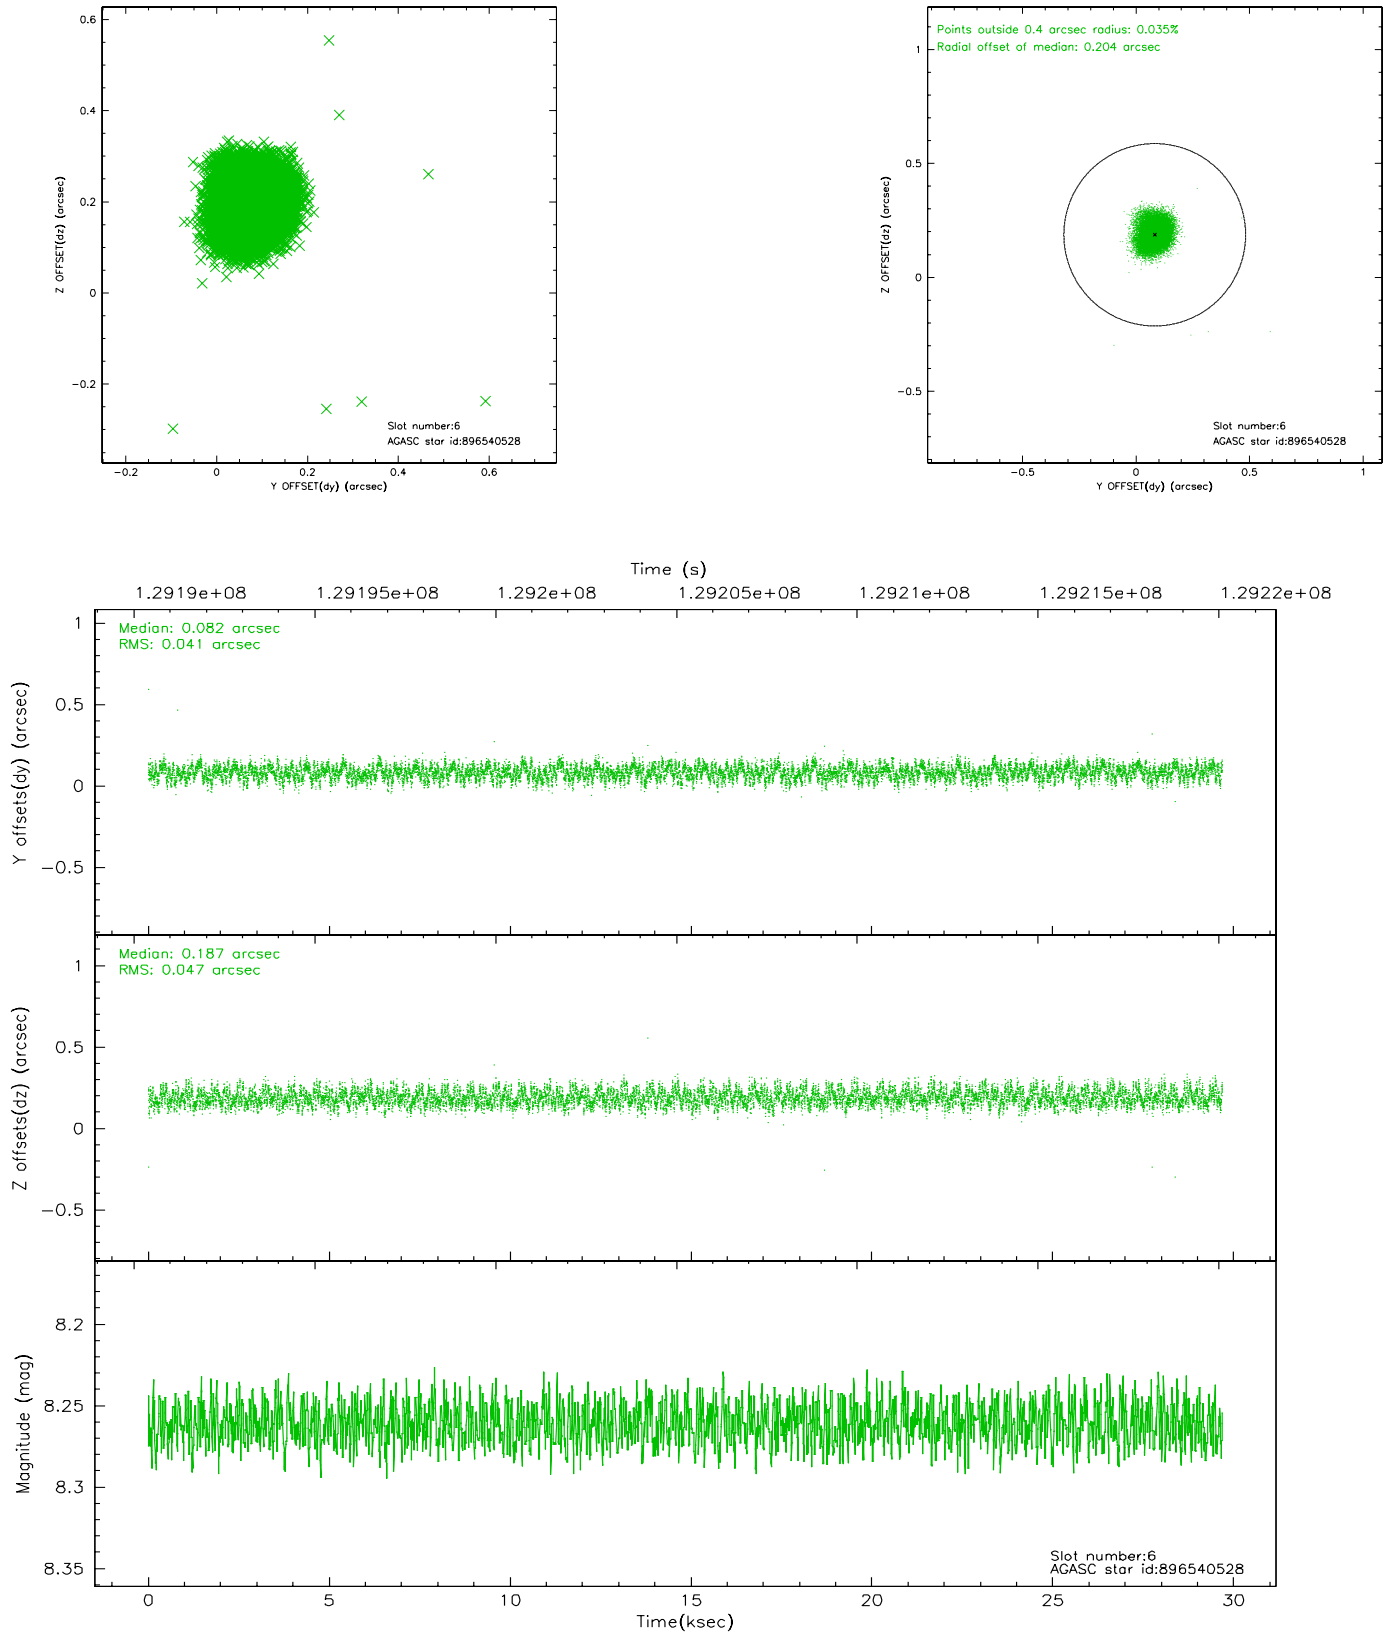 0.6
0.4
0.2
0
−0.2
Z OFFSET(dz) (arcsec)
Slot number:6
AGASC star id:896540528
−0.2
0
0.2
0.4
0.6
Y OFFSET(dy) (arcsec)
Points outside 0.4 arcsec radius: 0.035%
Radial offset of median: 0.204 arcsec
1
0.5
0
−0.5
Z OFFSET(dz) (arcsec)
Slot number:6
AGASC star id:896540528
−0.5
0
0.5
1
Y OFFSET(dy) (arcsec)
Time (s)
1.2919e+08
1.29195e+08
1.292e+08
1.29205e+08
1.2921e+08
1.29215e+08
1.2922e+08
Median: 0.082 arcsec
RMS: 0.041 arcsec
1
0.5
0
−0.5
Y offsets(dy) (arcsec)
Median: 0.187 arcsec
RMS: 0.047 arcsec
1
0.5
0
−0.5
Z offsets(dz) (arcsec)
8.2
8.25
8.3
8.35
Magnitude (mag)
Slot number:6
AGASC star id:896540528
0
5
10
15
20
25
30
Time(ksec)